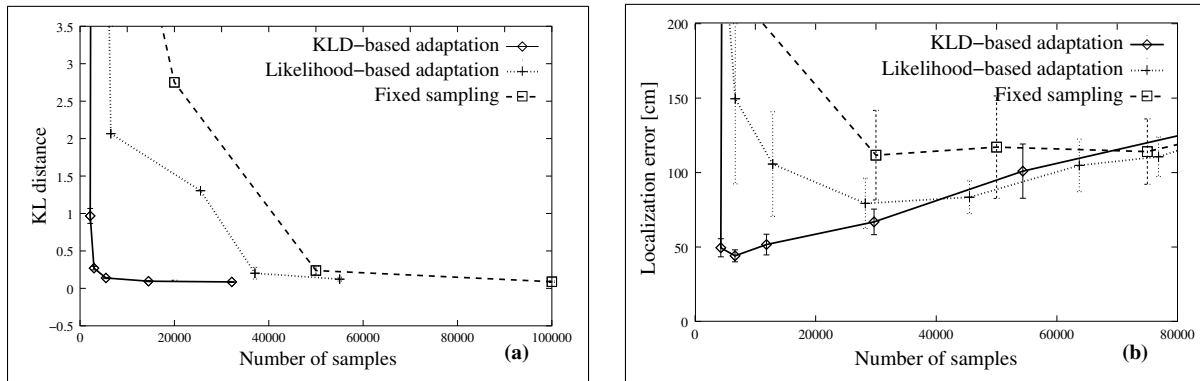 3.5
3
2.5
2
1.5
1
0.5
0
−0.5
KL distance
KLD−based adaptation
Likelihood−based adaptation
Fixed sampling
0 20000 40000 60000 80000 100000
Number of samples
(a)
200
150
100
50
0
Localization error [cm]
KLD−based adaptation
Likelihood−based adaptation
Fixed sampling
0 20000 40000 60000 80000
Number of samples
(b)